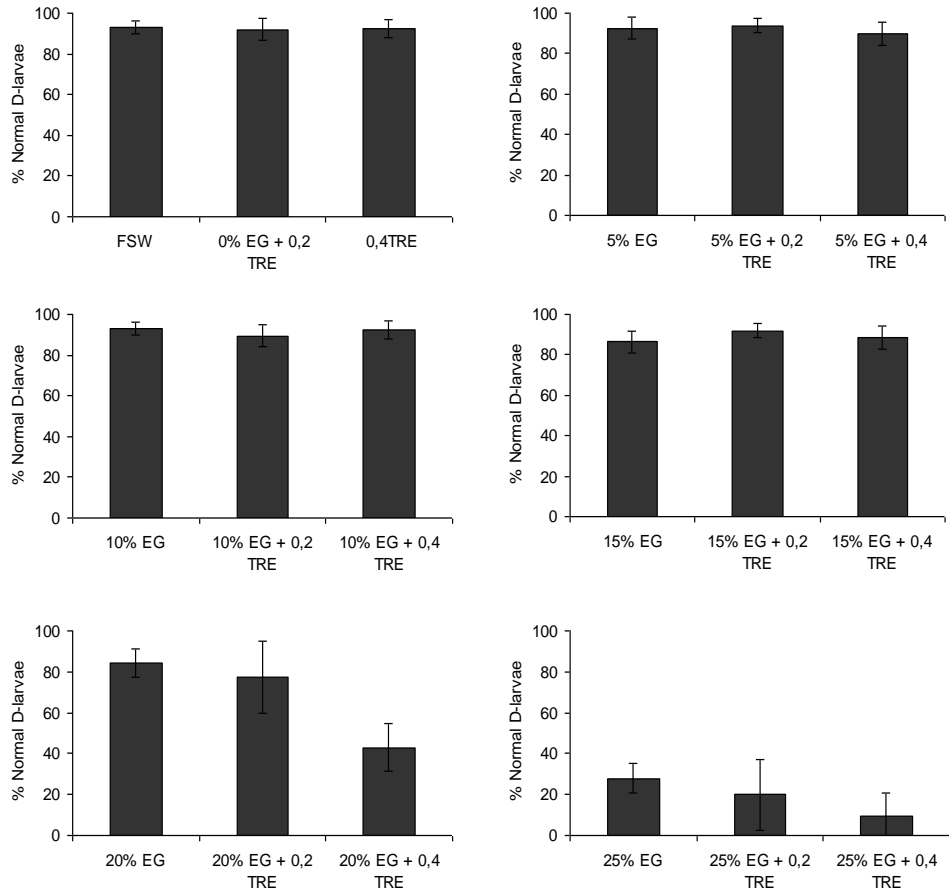 % Normal D-larvae
100
80
60
40
20
0
FSW
0% EG + 0,2
TRE
0,4TRE
% Normal D-larvae
100
80
60
40
20
0
5% EG
5% EG + 0,2
TRE
5% EG + 0,4
TRE
% Normal D-larvae
100
80
60
40
20
0
10% EG
10% EG + 0,2
TRE
10% EG + 0,4
TRE
% Normal D-larvae
100
80
60
40
20
0
15% EG
15% EG + 0,2
TRE
15% EG + 0,4
TRE
% Normal D-larvae
100
80
60
40
20
0
20% EG
20% EG + 0,2
TRE
20% EG + 0,4
TRE
% Normal D-larvae
100
80
60
40
20
0
25% EG
25% EG + 0,2
TRE
25% EG + 0,4
TRE